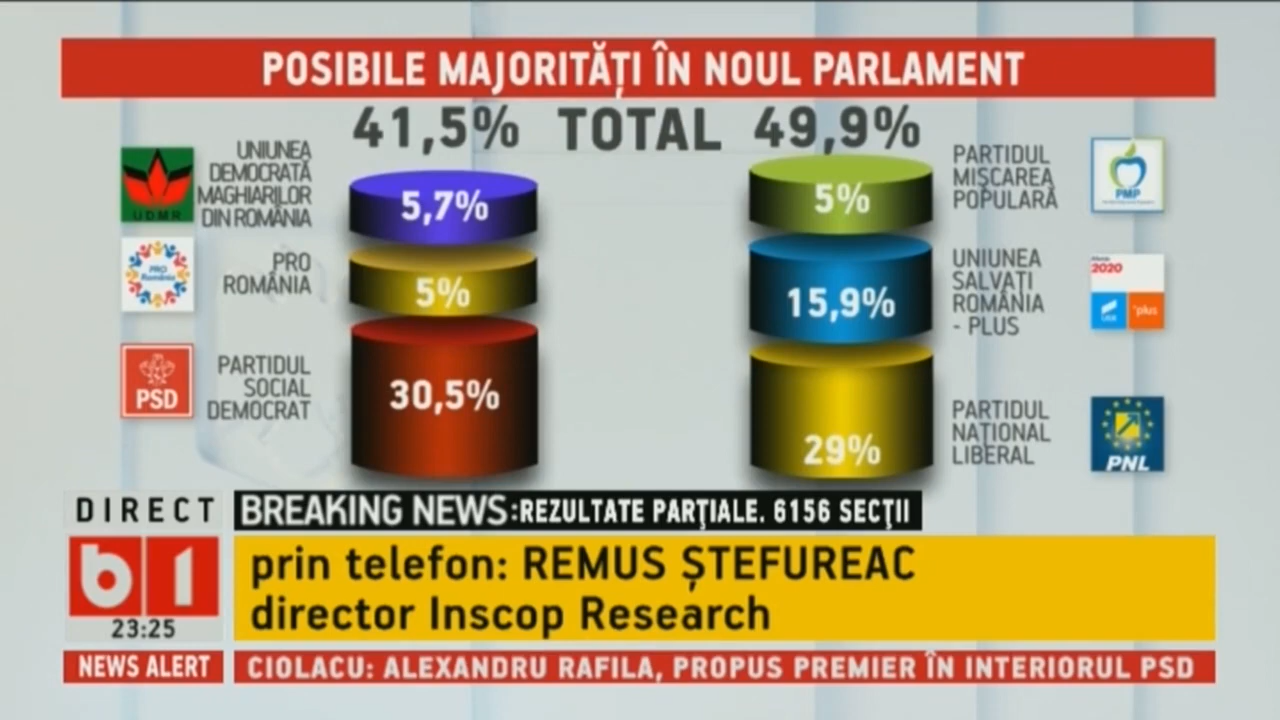 POSIBILE MAJORITĂȚI ÎN NOUL PARLAMENT
41,5% TOTAL 49,9%
UNIUNEA
DEMOCRATĂ
MAGHIARILOR
DIN ROMÂNIA
UDMR
5,7%
PRO
ROMÂNIA
PRO
România
5%
PARTIDUL
SOCIAL
DEMOCRAT
PSD
30,5%
5%
PARTIDUL
MIȘCAREA
POPULARĂ
PMP
15,9%
UNIUNEA
SALVAȚI
ROMÂNIA
- PLUS
2020
USR
plus
29%
PARTIDUL
NAȚIONAL
LIBERAL
PNL
DIRECT
BREAKING NEWS:REZULTATE PARŢIALE. 6156 SECŢII
b1
23:25
prin telefon: REMUS ȘTEFUREAC
director Inscop Research
NEWS ALERT
CIOLACU: ALEXANDRU RAFILA, PROPUS PREMIER ÎN INTERIORUL PSD